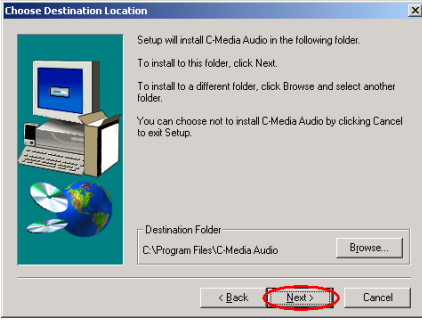 Choose Destination Location
Setup will install C-Media Audio in the following folder.
To install to this folder, click Next.
To install to a different folder, click Browse and select another
folder.
You can choose not to install C-Media Audio by clicking Cancel
to exit Setup.
Destination Folder
C:\Program Files\C-Media Audio
Browse...
< Back
Next >
Cancel